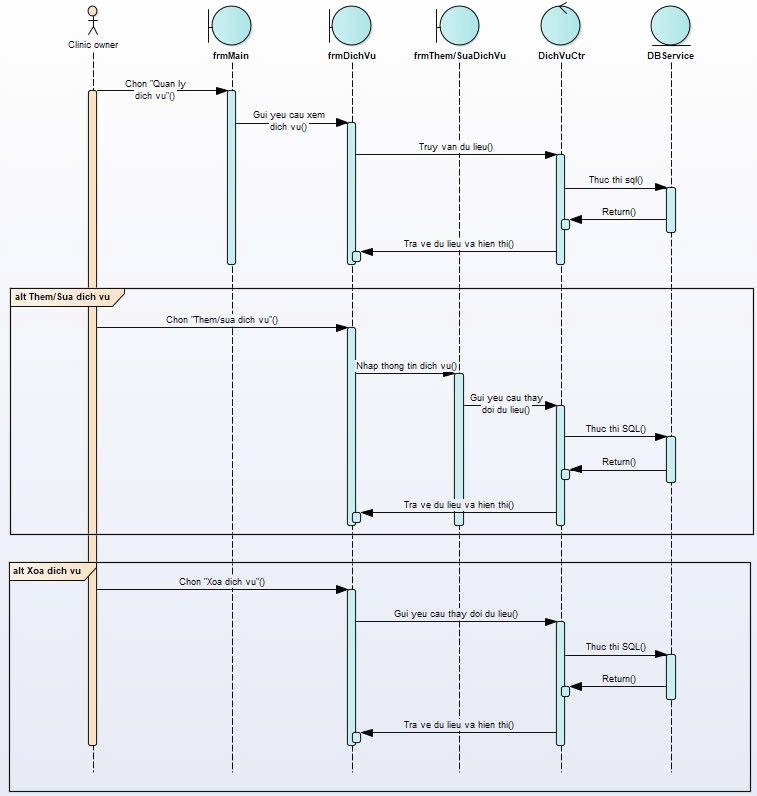 Clinic owner
frmMain
frmDichVu
frmThem/SuaDichVu
DichVuCtr
DBService
Chon "Quan ly
dich vu"()
Gui yeu cau xem
dich vu()
Truy van du lieu()
Thuc thi sql()
Return()
Tra ve du lieu va hien thi()
alt Them/Sua dich vu
Chon "Them/sua dich vu"()
Nhap thong tin dich vu()
Gui yeu cau thay
doi du lieu()
Thuc thi SQL()
Return()
Tra ve du lieu va hien thi()
alt Xoa dich vu
Chon "Xoa dich vu"()
Gui yeu cau thay doi du lieu()
Thuc thi SQL()
Return()
Tra ve du lieu va hien thi()